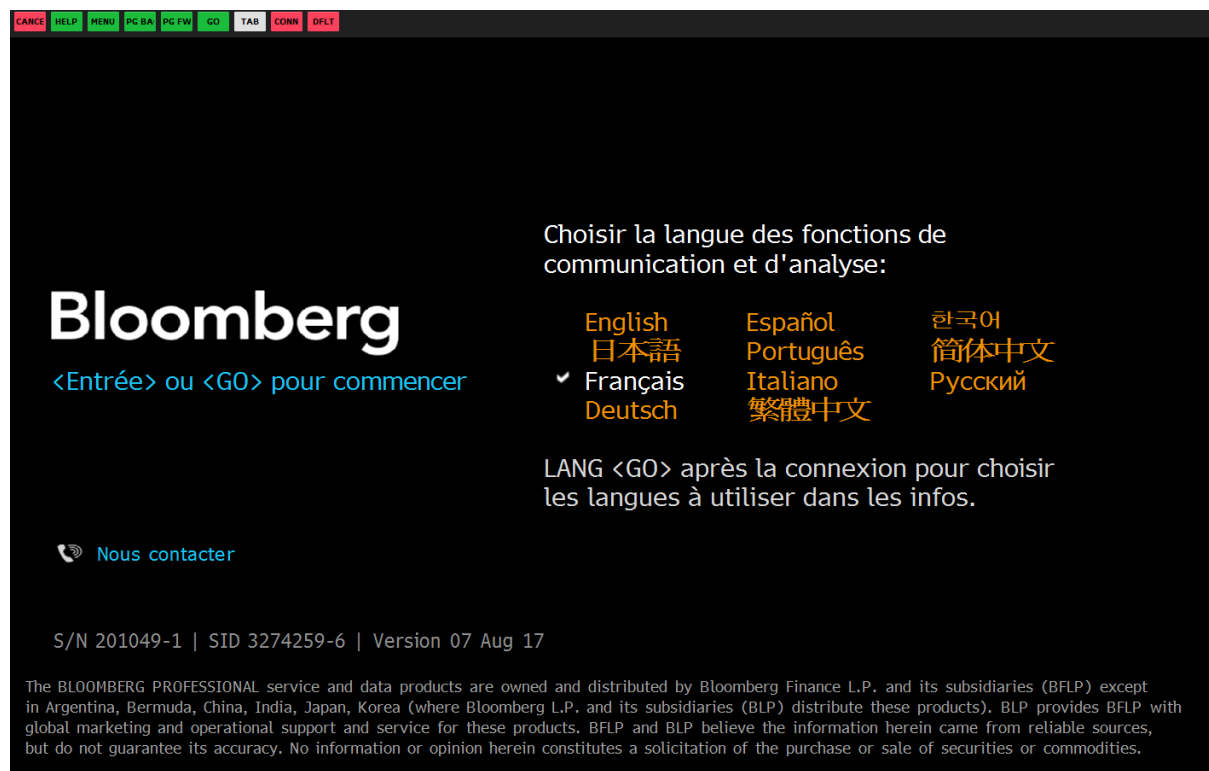 CANCE HELP MENU PG BA PG FW GO TAB CONN DFLT
Choisir la langue des fonctions de
communication et d'analyse:
Bloomberg
<Entrée> ou <GO> pour commencer
English Español 한국어
日本語 Português 简体中文
Français Italiano Русский
Deutsch 繁體中文
LANG <GO> après la connexion pour choisir
les langues à utiliser dans les infos.
Nous contacter
S/N 201049-1 | SID 3274259-6 | Version 07 Aug 17
The BLOOMBERG PROFESSIONAL service and data products are owned and distributed by Bloomberg Finance L.P. and its subsidiaries (BFLP) except
in Argentina, Bermuda, China, India, Japan, Korea (where Bloomberg L.P. and its subsidiaries (BLP) distribute these products). BLP provides BFLP with
global marketing and operational support and service for these products. BFLP and BLP believe the information herein came from reliable sources,
but do not guarantee its accuracy. No information or opinion herein constitutes a solicitation of the purchase or sale of securities or commodities.